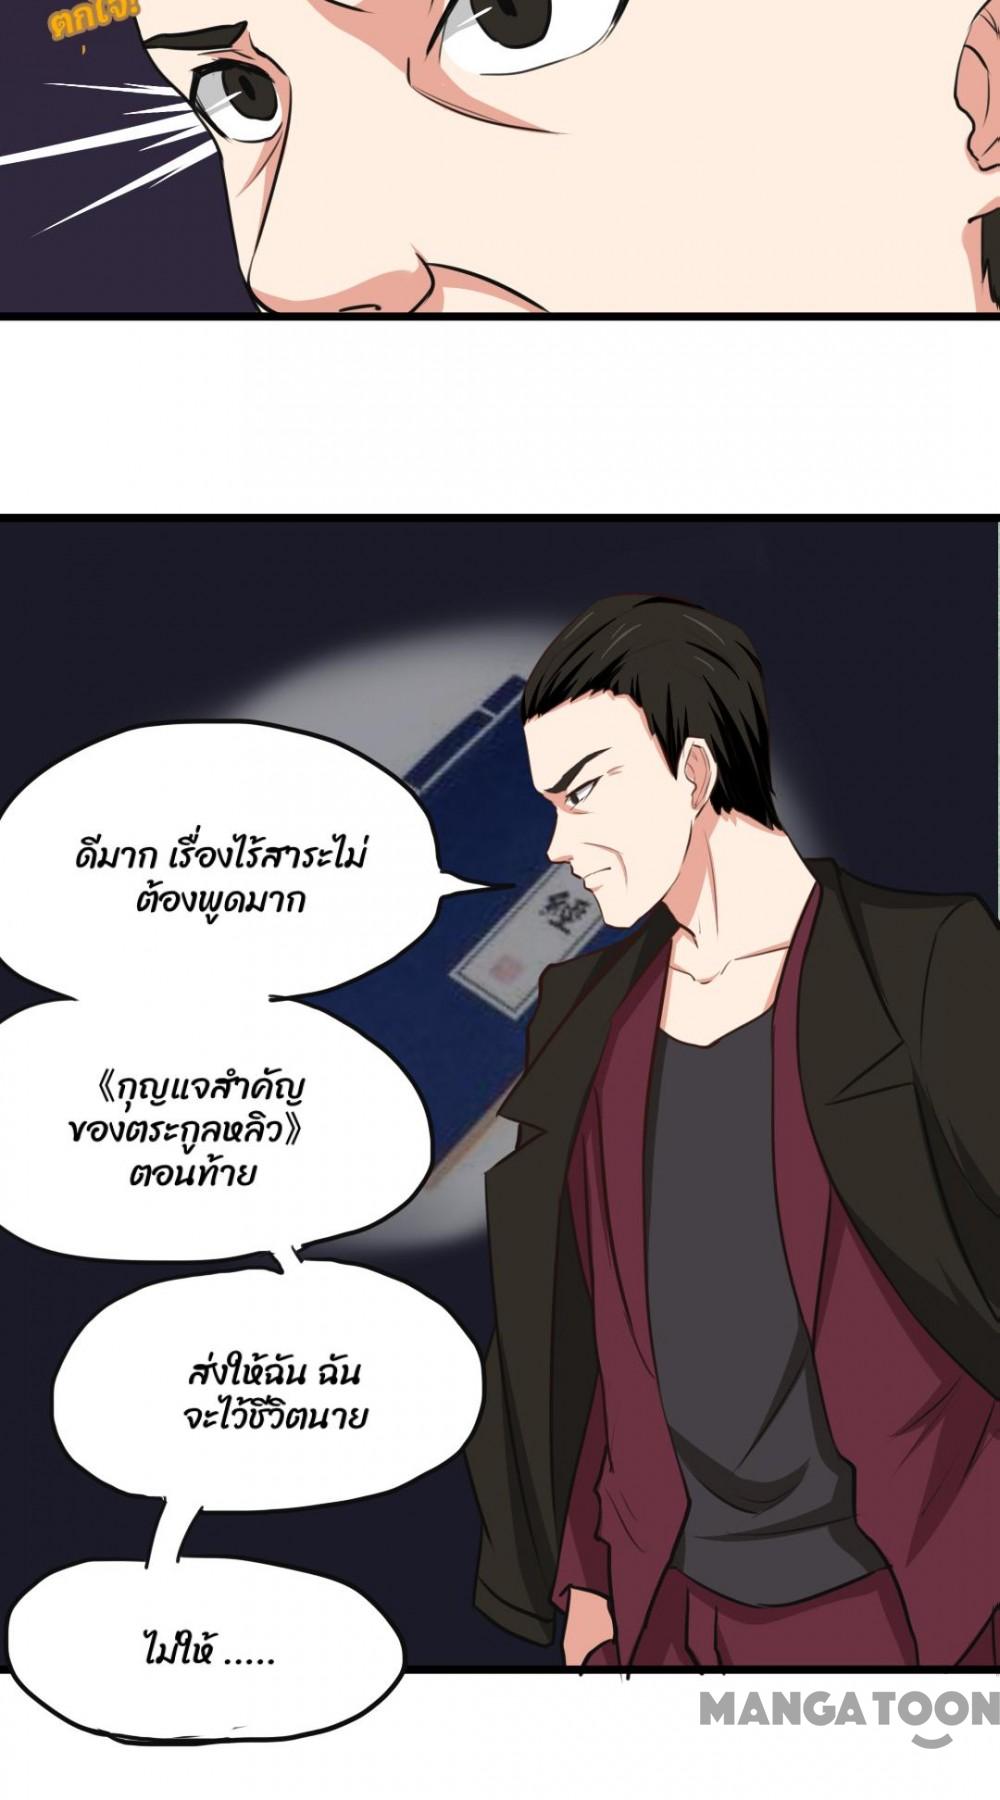 ตกใจ!
ดีมาก เรื่องไร้สาระไม่
ต้องพูดมาก
經
《กุญแจสำคัญ
ของตระกูลหลิว》
ตอนท้าย
ส่งให้ฉัน ฉัน
จะไว้ชีวิตนาย
ไม่ให้ .....
MANGATOON